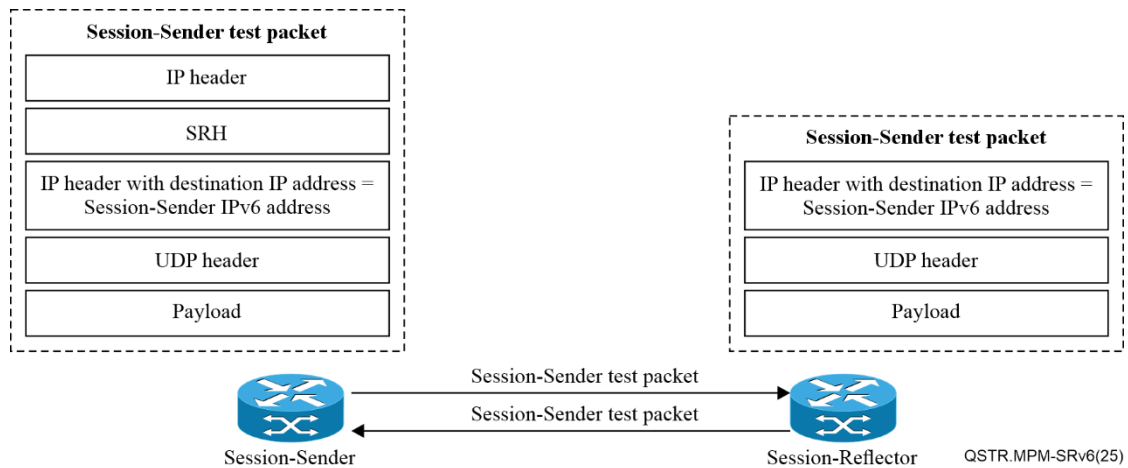 Session-Sender test packet
IP header
SRH
IP header with destination IP address =
Session-Sender IPv6 address
UDP header
Payload
Session-Sender test packet
IP header with destination IP address =
Session-Sender IPv6 address
UDP header
Payload
Session-Sender test packet
Session-Sender test packet
Session-Sender
Session-Reflector
QSTR.MPM-SRv6(25)